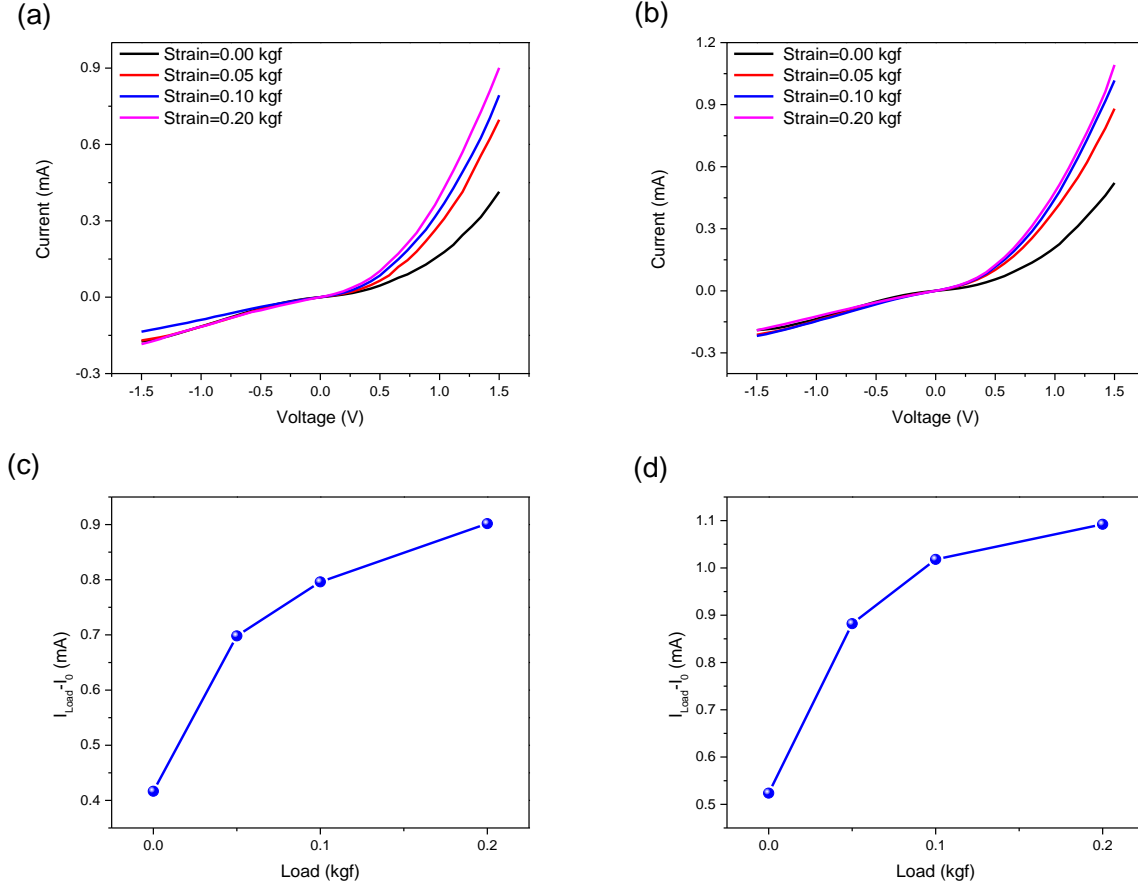 (a)
Strain=0.00 kgf
Strain=0.05 kgf
Strain=0.10 kgf
Strain=0.20 kgf
0.9
0.6
0.3
0.0
-0.3
Current (mA)
-1.5 -1.0 -0.5 0.0 0.5 1.0 1.5
Voltage (V)
(b)
Strain=0.00 kgf
Strain=0.05 kgf
Strain=0.10 kgf
Strain=0.20 kgf
1.2
0.9
0.6
0.3
0.0
-0.3
Current (mA)
-1.5 -1.0 -0.5 0.0 0.5 1.0 1.5
Voltage (V)
(c)
0.9
0.8
0.7
0.6
0.5
0.4
I_Load-I_0 (mA)
0.0 0.1 0.2
Load (kgf)
(d)
1.1
1.0
0.9
0.8
0.7
0.6
0.5
I_Load-I_0 (mA)
0.0 0.1 0.2
Load (kgf)